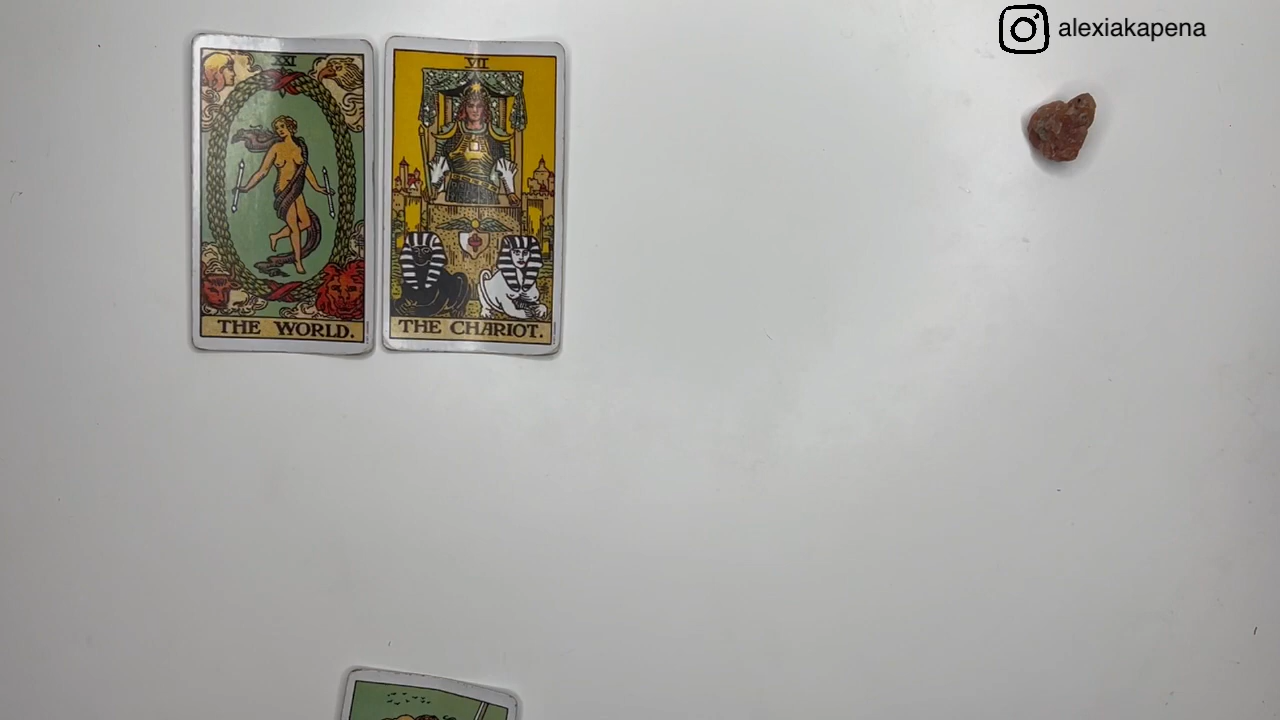 alexiakapena
XXI
VII
THE WORLD.
THE CHARIOT.